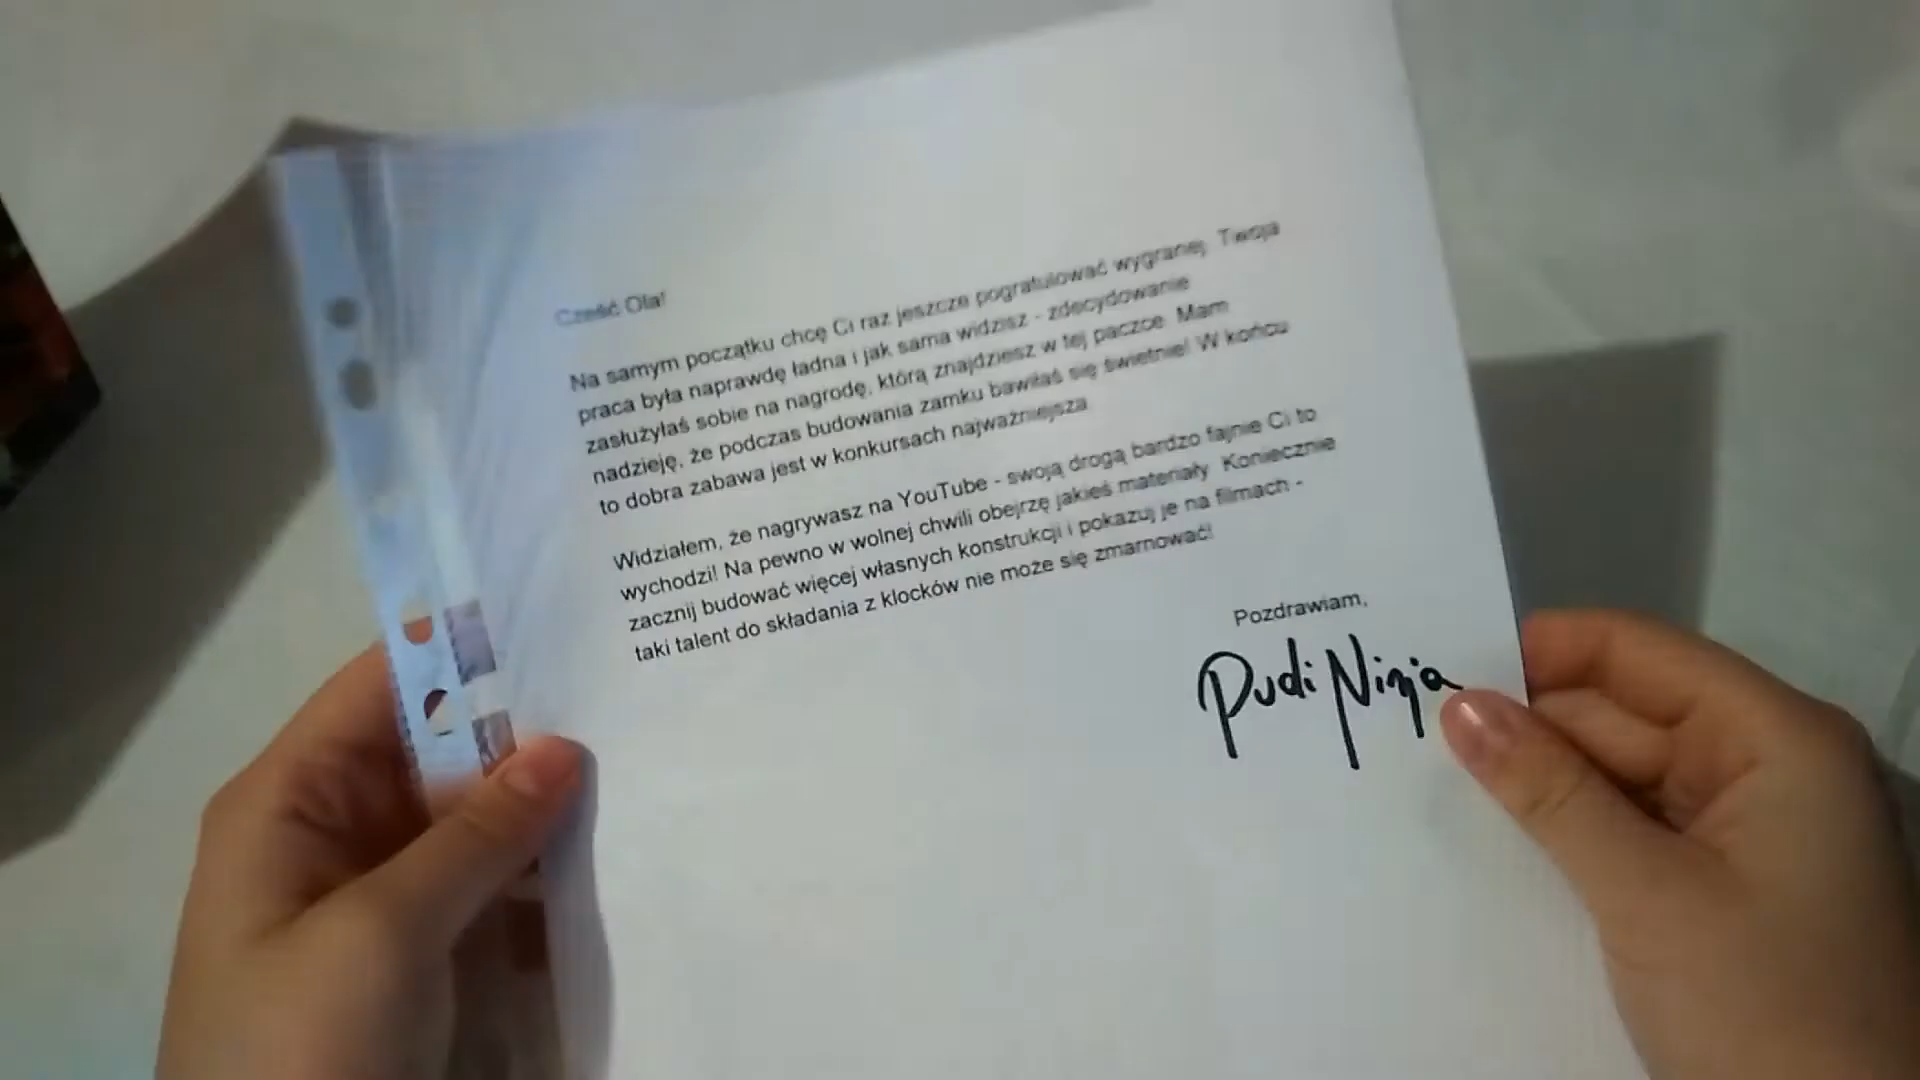 Cześć Ola!
Na samym początku chcę Ci raz jeszcze pogratulować wygranej. Twoja
praca była naprawdę ładna i jak sama widzisz - zdecydowanie
zasłużyłaś sobie na nagrodę, którą znajdziesz w tej paczce. Mam
nadzieję, że podczas budowania zamku bawiłaś się świetnie! W końcu
to dobra zabawa jest w konkursach najważniejsza.
Widziałem, że nagrywasz na YouTube - swoją drogą bardzo fajnie Ci to
wychodzi! Na pewno w wolnej chwili obejrzę jakieś materiały. Koniecznie
zacznij budować więcej własnych konstrukcji i pokazuj je na filmach -
taki talent do składania z klocków nie może się zmarnować!
Pozdrawiam,
Pudi Ninja